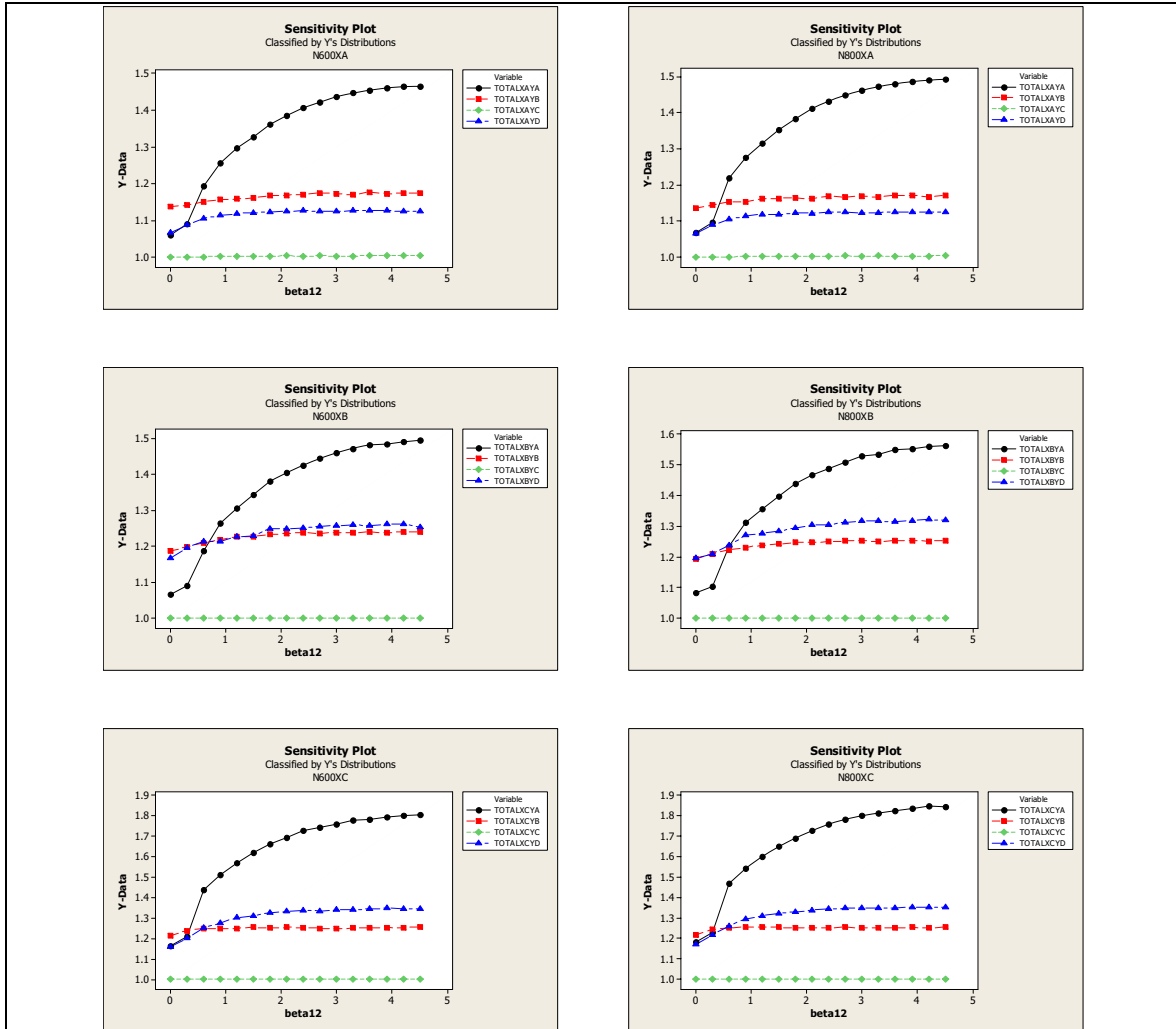 Sensitivity Plot
Classified by Y's Distributions
N600XA
Y-Data
1.5
1.4
1.3
1.2
1.1
1.0
0 1 2 3 4 5
beta12
Variable
TOTALXAYA
TOTALXAYB
TOTALXAYC
TOTALXAYD
Sensitivity Plot
Classified by Y's Distributions
N800XA
Y-Data
1.5
1.4
1.3
1.2
1.1
1.0
0 1 2 3 4 5
beta12
Variable
TOTALXAYA
TOTALXAYB
TOTALXAYC
TOTALXAYD
Sensitivity Plot
Classified by Y's Distributions
N600XB
Y-Data
1.5
1.4
1.3
1.2
1.1
1.0
0 1 2 3 4 5
beta12
Variable
TOTALXBYA
TOTALXBYB
TOTALXBYC
TOTALXBYD
Sensitivity Plot
Classified by Y's Distributions
N800XB
Y-Data
1.6
1.5
1.4
1.3
1.2
1.1
1.0
0 1 2 3 4 5
beta12
Variable
TOTALXBYA
TOTALXBYB
TOTALXBYC
TOTALXBYD
Sensitivity Plot
Classified by Y's Distributions
N600XC
Y-Data
1.9
1.8
1.7
1.6
1.5
1.4
1.3
1.2
1.1
1.0
0 1 2 3 4 5
beta12
Variable
TOTALXCYA
TOTALXCYB
TOTALXCYC
TOTALXCYD
Sensitivity Plot
Classified by Y's Distributions
N800XC
Y-Data
1.9
1.8
1.7
1.6
1.5
1.4
1.3
1.2
1.1
1.0
0 1 2 3 4 5
beta12
Variable
TOTALXCYA
TOTALXCYB
TOTALXCYC
TOTALXCYD